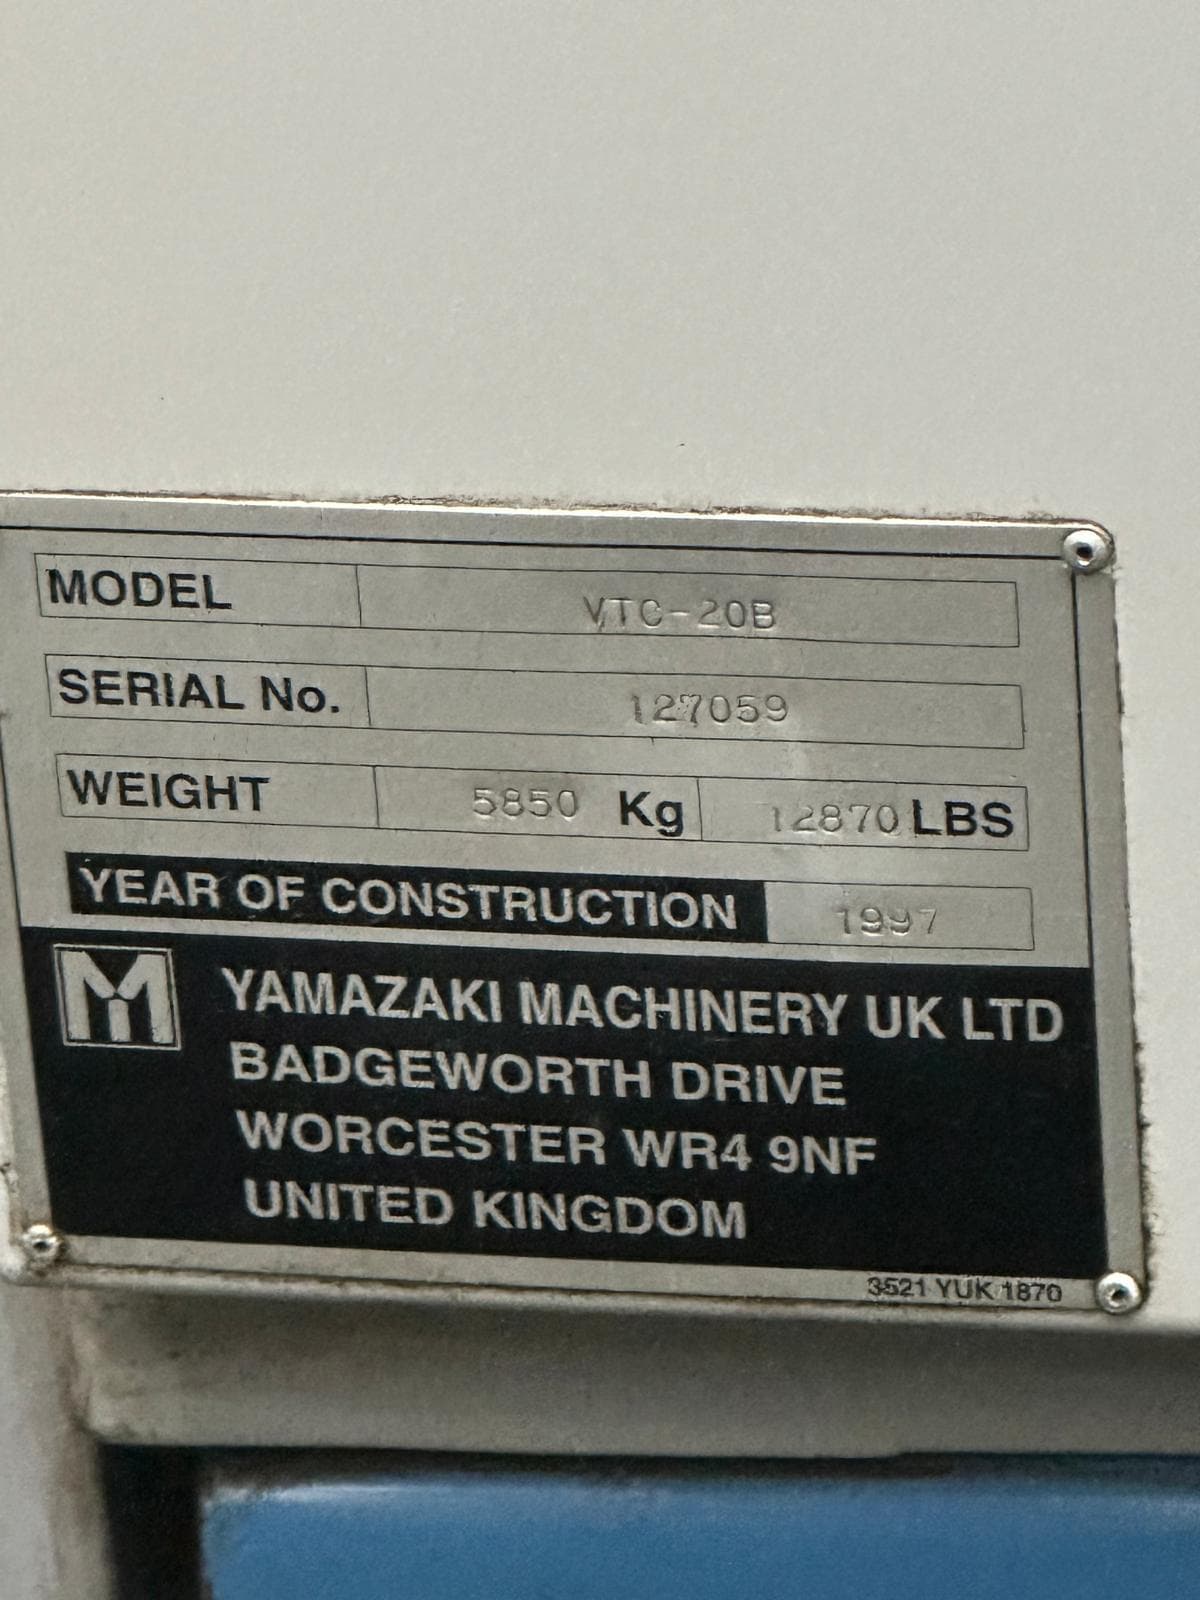 MODEL VTC-20B
SERIAL No. 127059
WEIGHT 5850 Kg 12870 LBS
YEAR OF CONSTRUCTION 1997
M YAMAZAKI MACHINERY UK LTD
BADGEWORTH DRIVE
WORCESTER WR4 9NF
UNITED KINGDOM
3521 YUK 1870